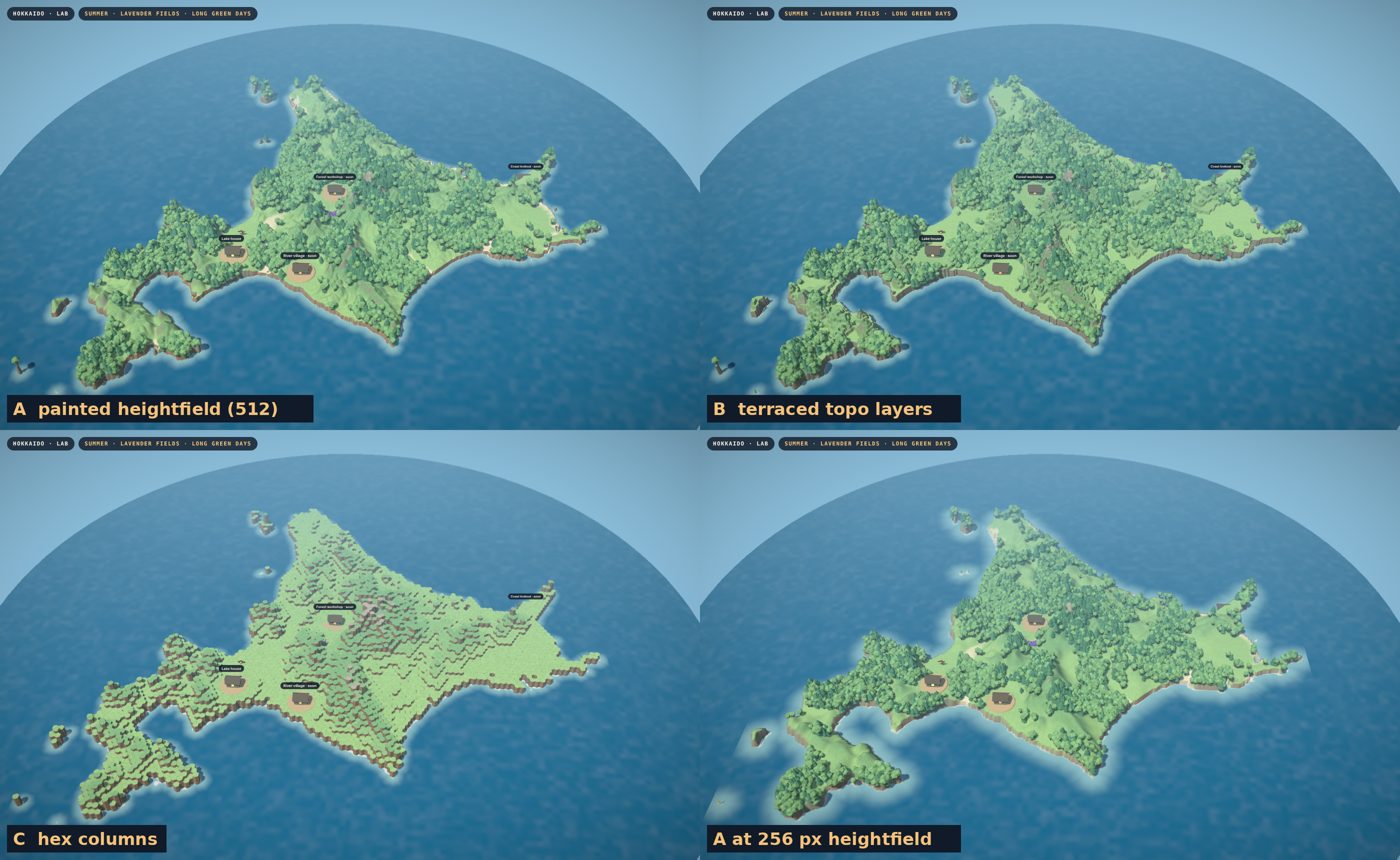 HOKKAIDO · LAB
SUMMER · LAVENDER FIELDS · LONG GREEN DAYS
HOKKAIDO · LAB
SUMMER · LAVENDER FIELDS · LONG GREEN DAYS
Coast lookout · soon
Forest workshop · soon
Lake house
River village · soon
A painted heightfield (512)
Coast lookout · soon
Forest workshop · soon
Lake house
River village · soon
B terraced topo layers
HOKKAIDO · LAB
SUMMER · LAVENDER FIELDS · LONG GREEN DAYS
HOKKAIDO · LAB
SUMMER · LAVENDER FIELDS · LONG GREEN DAYS
Coast lookout · soon
Forest workshop · soon
Lake house
River village · soon
C hex columns
A at 256 px heightfield